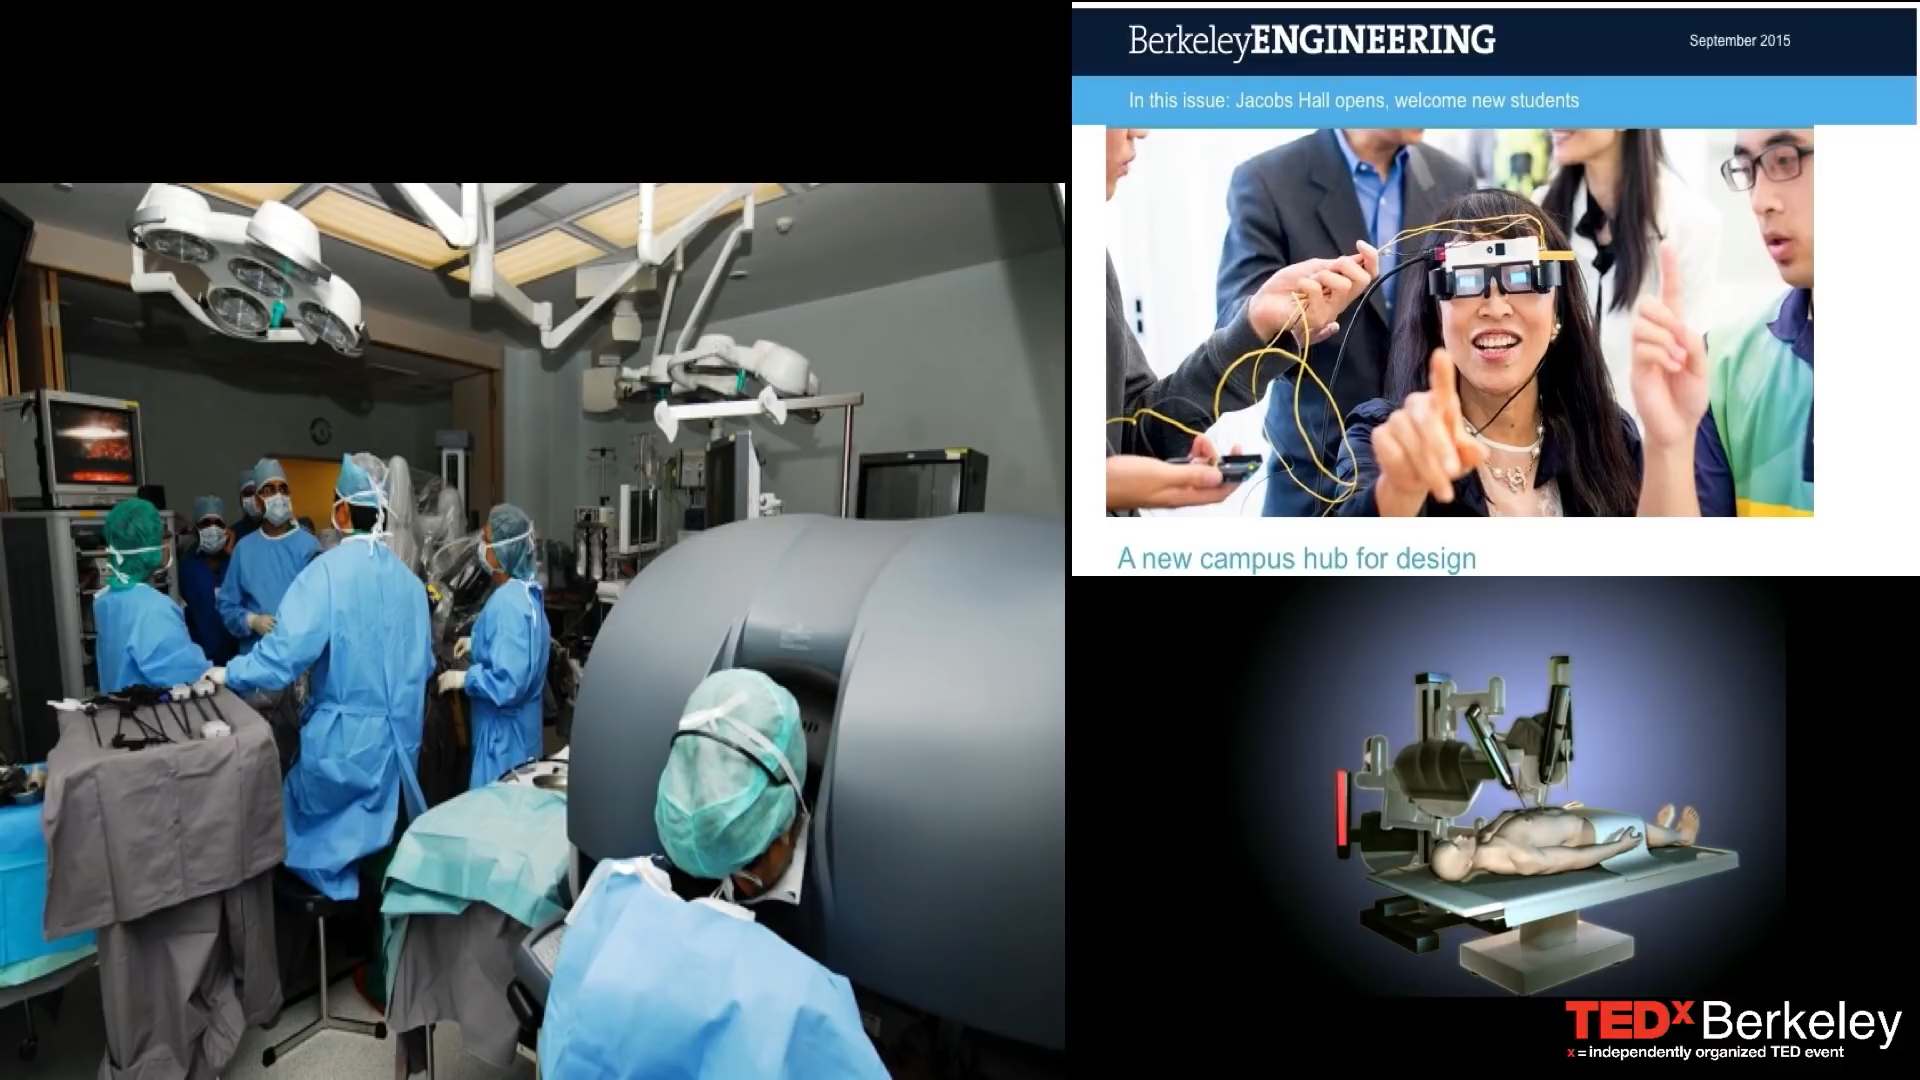 BerkeleyENGINEERING
September 2015
In this issue: Jacobs Hall opens, welcome new students
A new campus hub for design
TEDxBerkeley
x = independently organized TED event